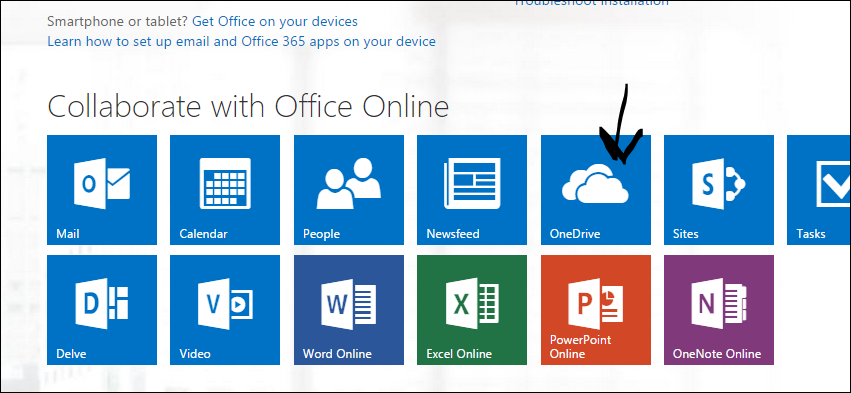 Troubleshoot installation
Smartphone or tablet? Get Office on your devices
Learn how to set up email and Office 365 apps on your device
Collaborate with Office Online
O
S
Mail
Calendar
People
Newsfeed
OneDrive
Sites
Tasks
D
V
W
X
P
N
Delve
Video
Word Online
Excel Online
PowerPoint
Online
OneNote Online